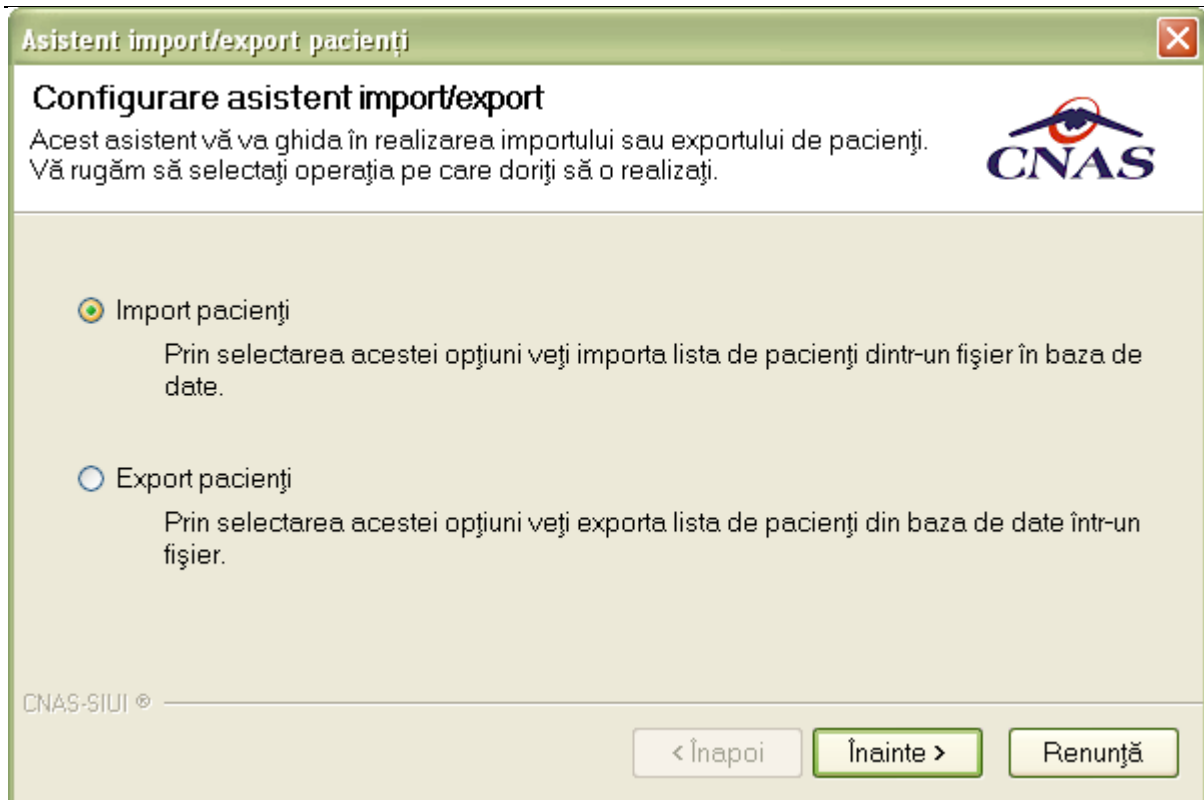 Asistent import/export pacienţi
Configurare asistent import/export
Acest asistent vă va ghida în realizarea importului sau exportului de pacienţi.
Vă rugăm să selectaţi operaţia pe care doriţi să o realizaţi.
CNAS
Import pacienţi
Prin selectarea acestei opţiuni veţi importa lista de pacienţi dintr-un fişier în baza de
date.
Export pacienţi
Prin selectarea acestei opţiuni veţi exporta lista de pacienţi din baza de date într-un
fişier.
CNAS-SIUI ®
< Înapoi
Înainte >
Renunţă